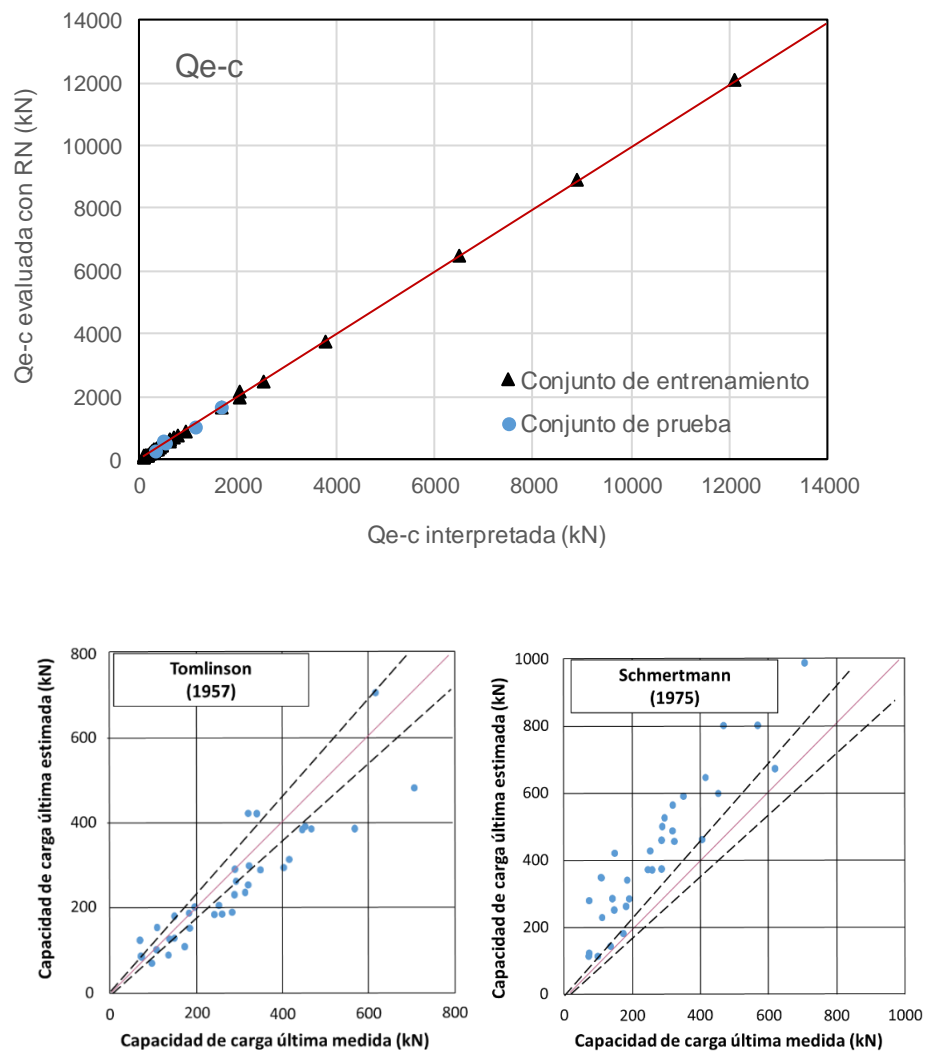 Qe-c
Qe-c evaluada con RN (kN)
14000
12000
10000
8000
6000
4000
2000
0
Conjunto de entrenamiento
Conjunto de prueba
0 2000 4000 6000 8000 10000 12000 14000
Qe-c interpretada (kN)
Capacidad de carga última estimada (kN)
800
600
400
200
0
Tomlinson
(1957)
0 200 400 600 800
Capacidad de carga última medida (kN)
Capacidad de carga última estimada (kN)
1000
800
600
400
200
0
Schmertmann
(1975)
0 200 400 600 800 1000
Capacidad de carga última medida (kN)